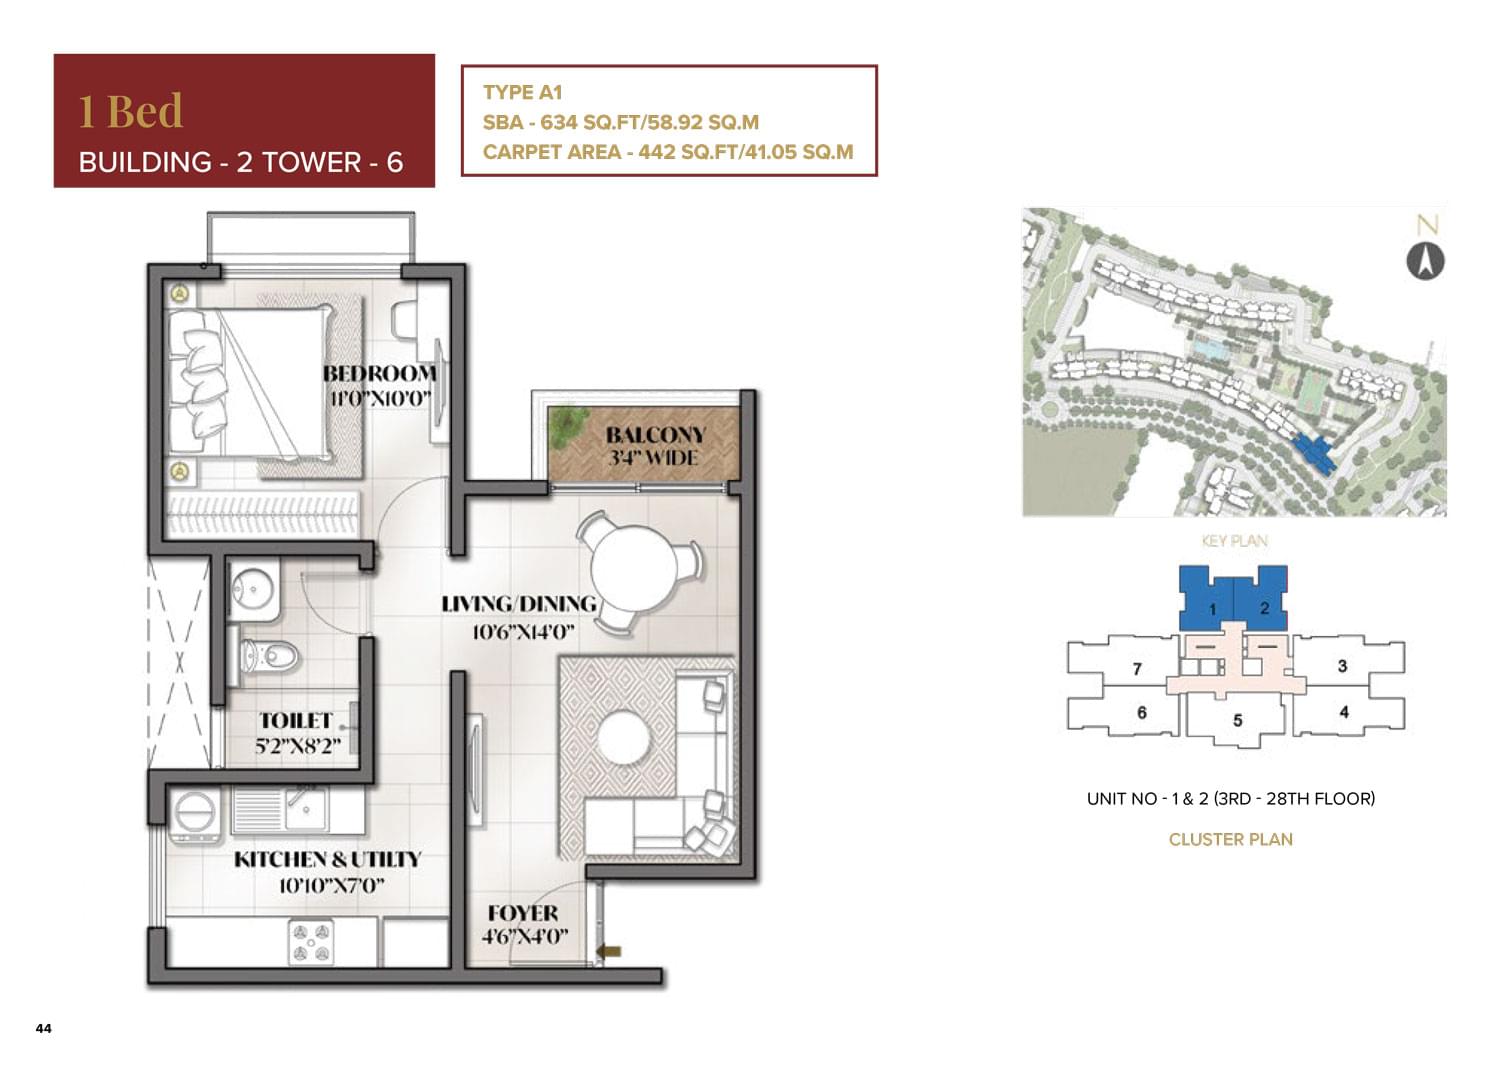 1 Bed
BUILDING - 2 TOWER - 6
TYPE A1
SBA - 634 SQ.FT/58.92 SQ.M
CARPET AREA - 442 SQ.FT/41.05 SQ.M
BEDROOM
11'0"X10'0"
BALCONY
3'4" WIDE
LIVING/DINING
10'6"X14'0"
TOILET
5'2"X8'2"
KITCHEN & UTILTY
10'10"X7'0"
FOYER
4'6"X4'0"
N
KEY PLAN
1
2
7
3
6
5
4
UNIT NO - 1 & 2 (3RD - 28TH FLOOR)
CLUSTER PLAN
44